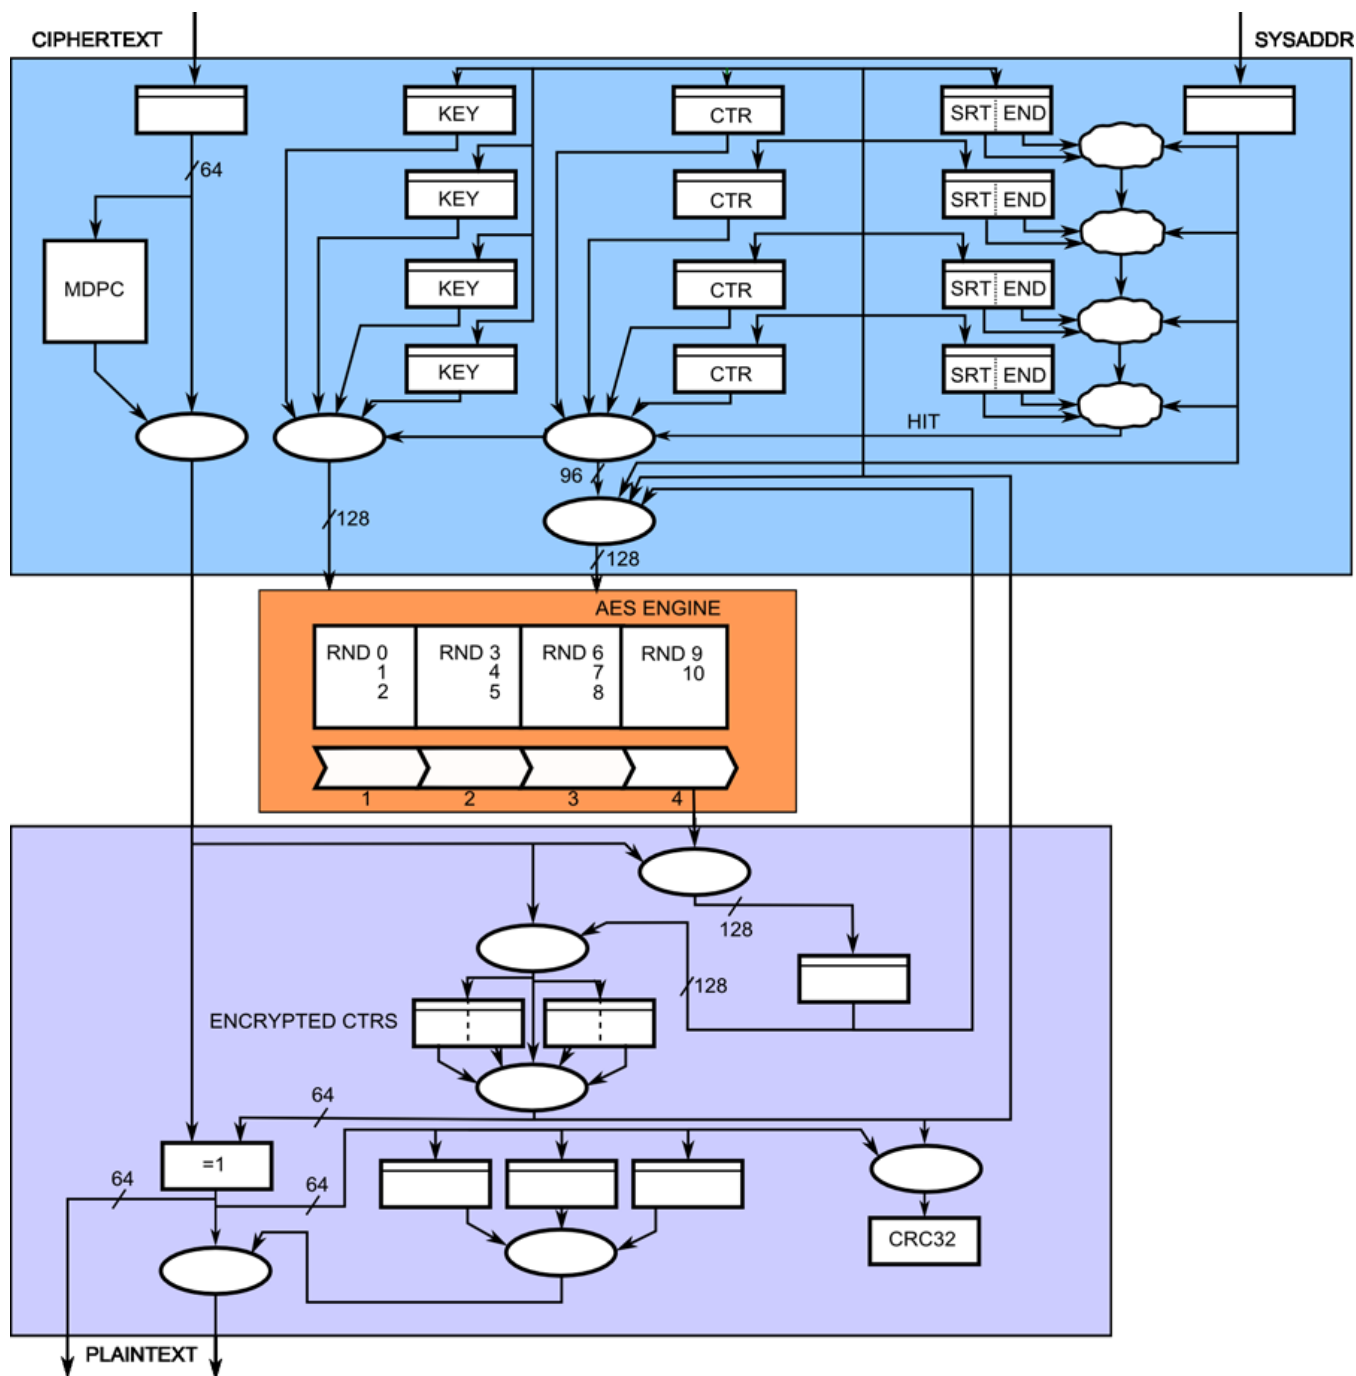 CIPHERTEXT
SYSADDR
KEY
CTR
SRT END
64
KEY
CTR
SRT END
MDPC
KEY
CTR
SRT END
KEY
CTR
SRT END
HIT
96
128
128
AES ENGINE
RND 0
1
2
RND 3
4
5
RND 6
7
8
RND 9
10
1
2
3
4
128
128
ENCRYPTED CTRS
64
=1
64
64
CRC32
PLAINTEXT